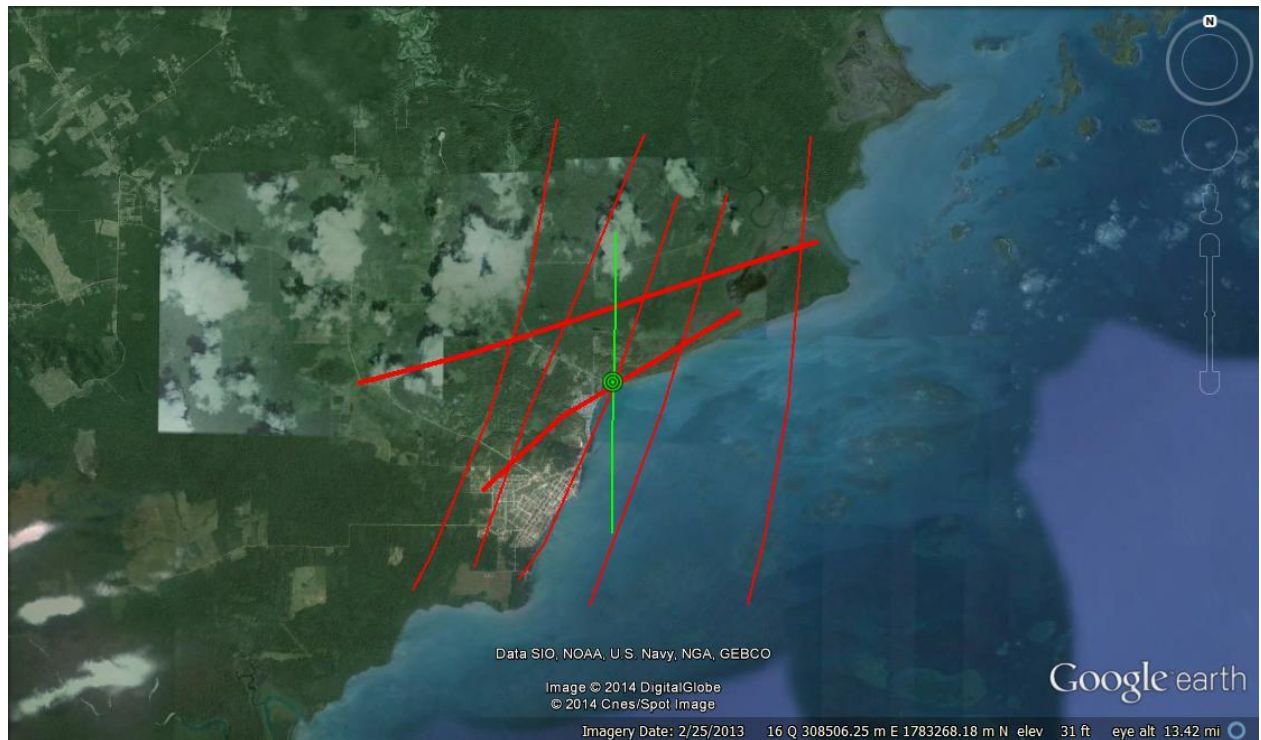 N
Data SIO, NOAA, U.S. Navy, NGA, GEBCO
Image © 2014 DigitalGlobe
© 2014 Cnes/Spot Image
Google earth
Imagery Date: 2/25/2013 16 Q 308506.25 m E 1783268.18 m N elev 31 ft eye alt 13.42 mi